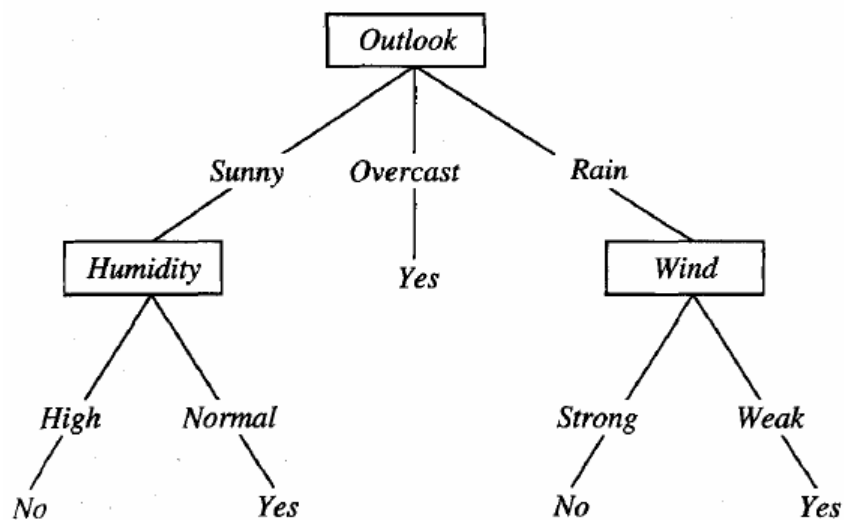 Outlook
Sunny Overcast Rain
Humidity Yes Wind
High Normal Strong Weak
No Yes No Yes